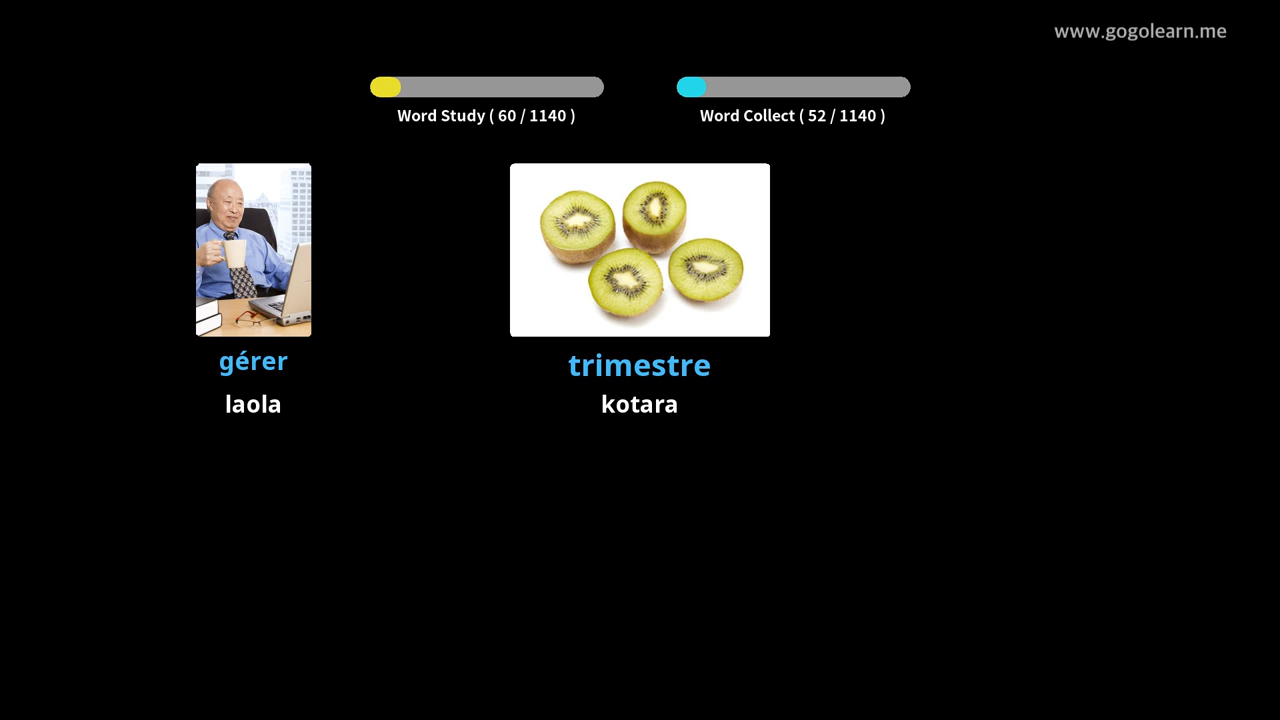 www.gogolearn.me
Word Study ( 60 / 1140 )
Word Collect ( 52 / 1140 )
gérer
laola
trimestre
kotara